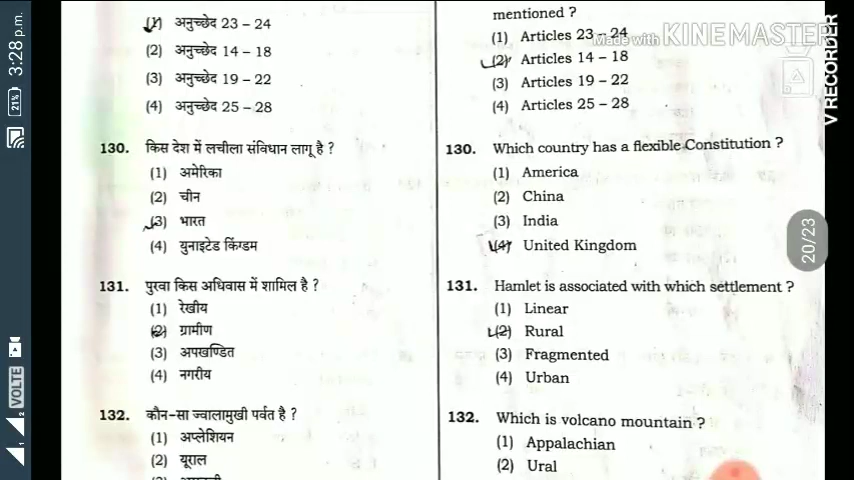 3:28 p.m.
21%
VOLTE
1
2
(1) अनुच्छेद 23 – 24
(2) अनुच्छेद 14 – 18
(3) अनुच्छेद 19 – 22
(4) अनुच्छेद 25 – 28
130. किस देश में लचीला संविधान लागू है ?
(1) अमेरिका
(2) चीन
(3) भारत
(4) युनाइटेड किंग्डम
131. पुरवा किस अधिवास में शामिल है ?
(1) रेखीय
(2) ग्रामीण
(3) अपखण्डित
(4) नगरीय
132. कौन-सा ज्वालामुखी पर्वत है ?
(1) अप्लेशियन
(2) यूराल
mentioned ?
(1) Articles 23 – 24
(2) Articles 14 – 18
(3) Articles 19 – 22
(4) Articles 25 – 28
130. Which country has a flexible Constitution ?
(1) America
(2) China
(3) India
(4) United Kingdom
131. Hamlet is associated with which settlement ?
(1) Linear
(2) Rural
(3) Fragmented
(4) Urban
132. Which is volcano mountain ?
(1) Appalachian
(2) Ural
Made with KINEMASTER
V RECORDER
20/23